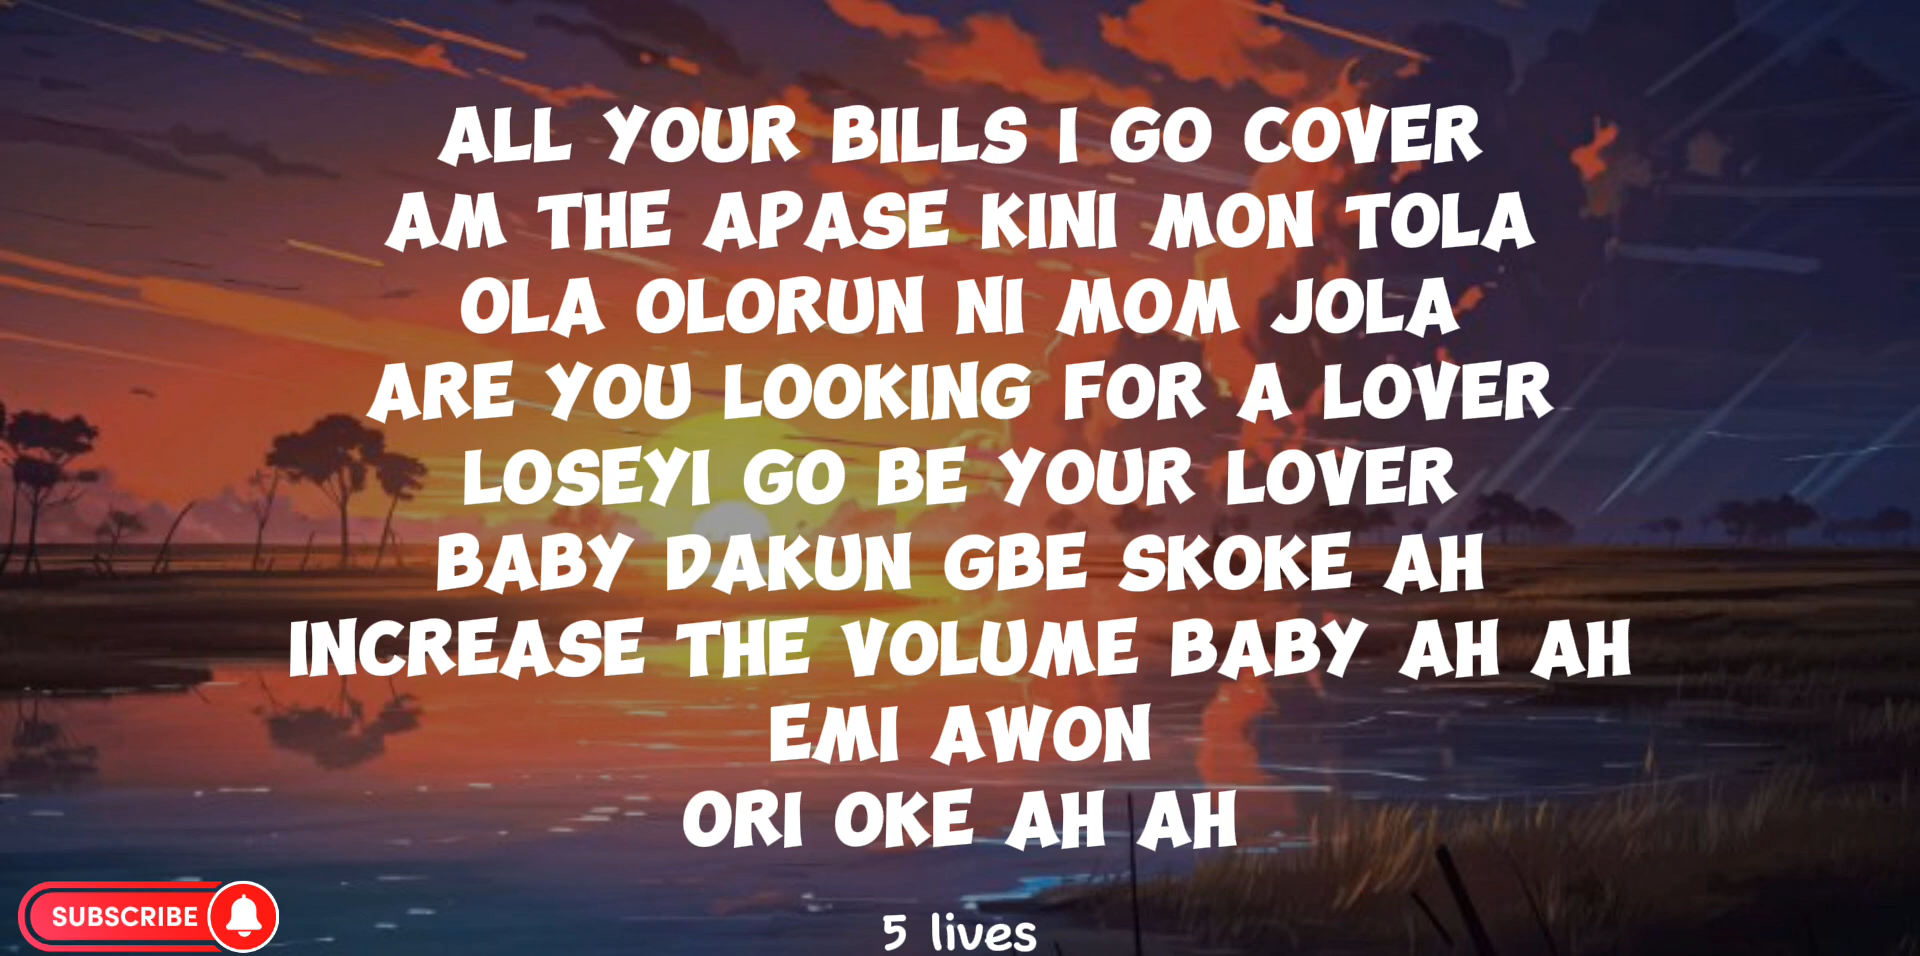 ALL YOUR BILLS I GO COVER
AM THE APASE KINI MON TOLA
OLA OLORUN NI MOM JOLA
ARE YOU LOOKING FOR A LOVER
LOSEYI GO BE YOUR LOVER
BABY DAKUN GBE SKOKE AH
INCREASE THE VOLUME BABY AH AH
EMI AWON
ORI OKE AH AH
SUBSCRIBE
5 lives